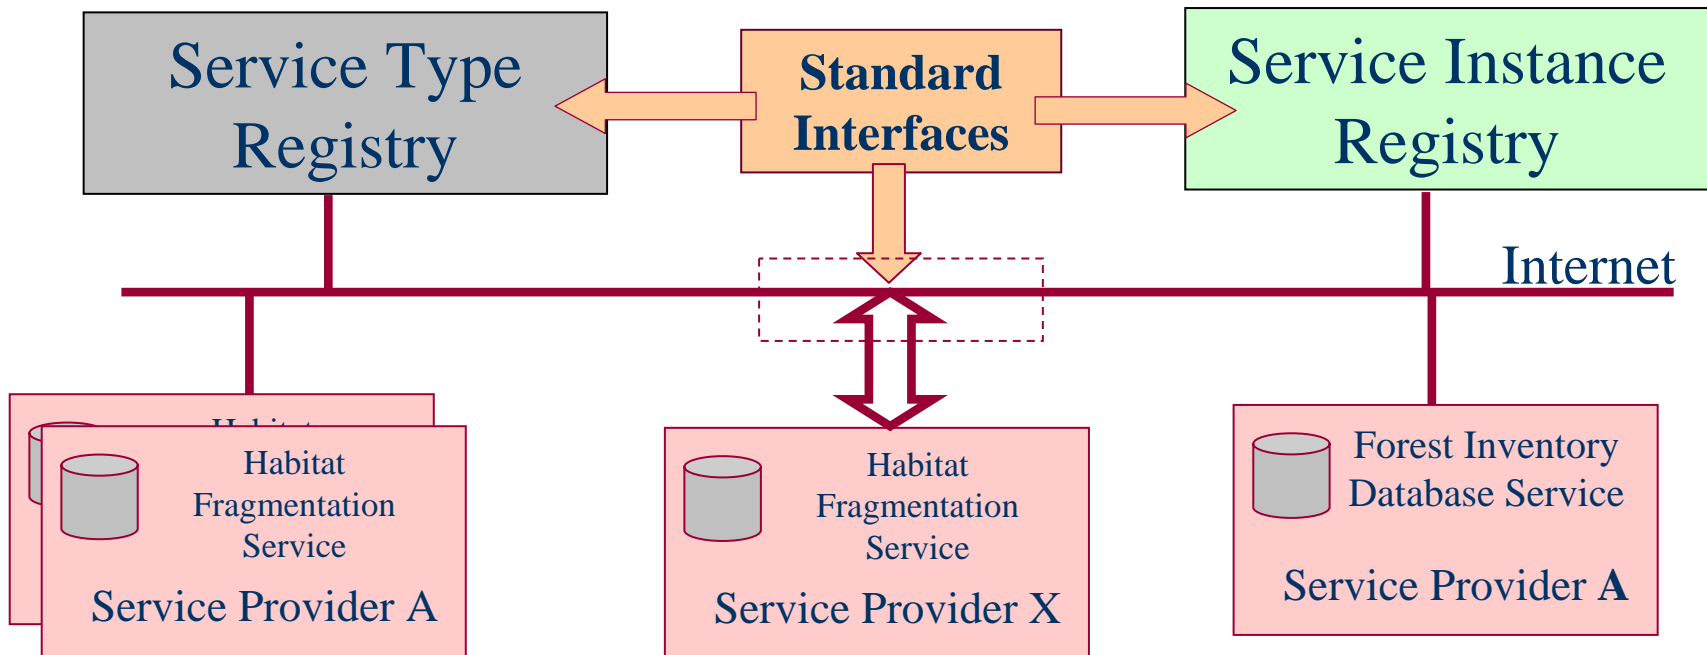 Service Type
Registry
Standard
Interfaces
Service Instance
Registry
Internet
Habitat
Fragmentation
Service
Service Provider A
Habitat
Fragmentation
Service
Service Provider X
Forest Inventory
Database Service
Service Provider A